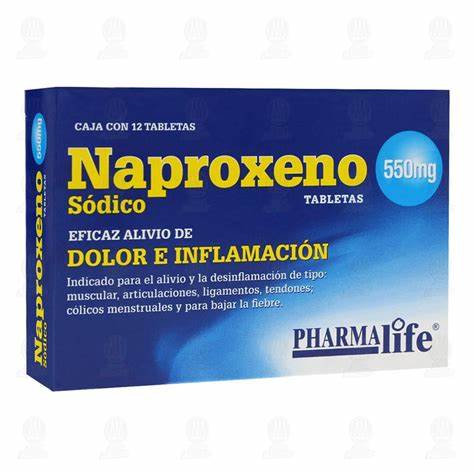 CAJA CON 12 TABLETAS
Naproxeno
Sódico
550mg
TABLETAS
EFICAZ ALIVIO DE
DOLOR E INFLAMACIÓN
Indicado para el alivio y la desinflamación de tipo:
muscular, articulaciones, ligamentos, tendones;
cólicos menstruales y para bajar la fiebre.
PHARMAlife®
Naproxeno
Sódico
550mg